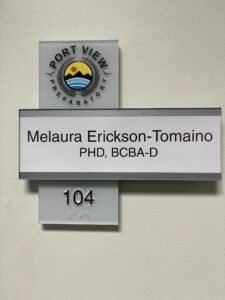 PORT VIEW
PREPARATORY
Melaura Erickson-Tomaino
PHD, BCBA-D
104